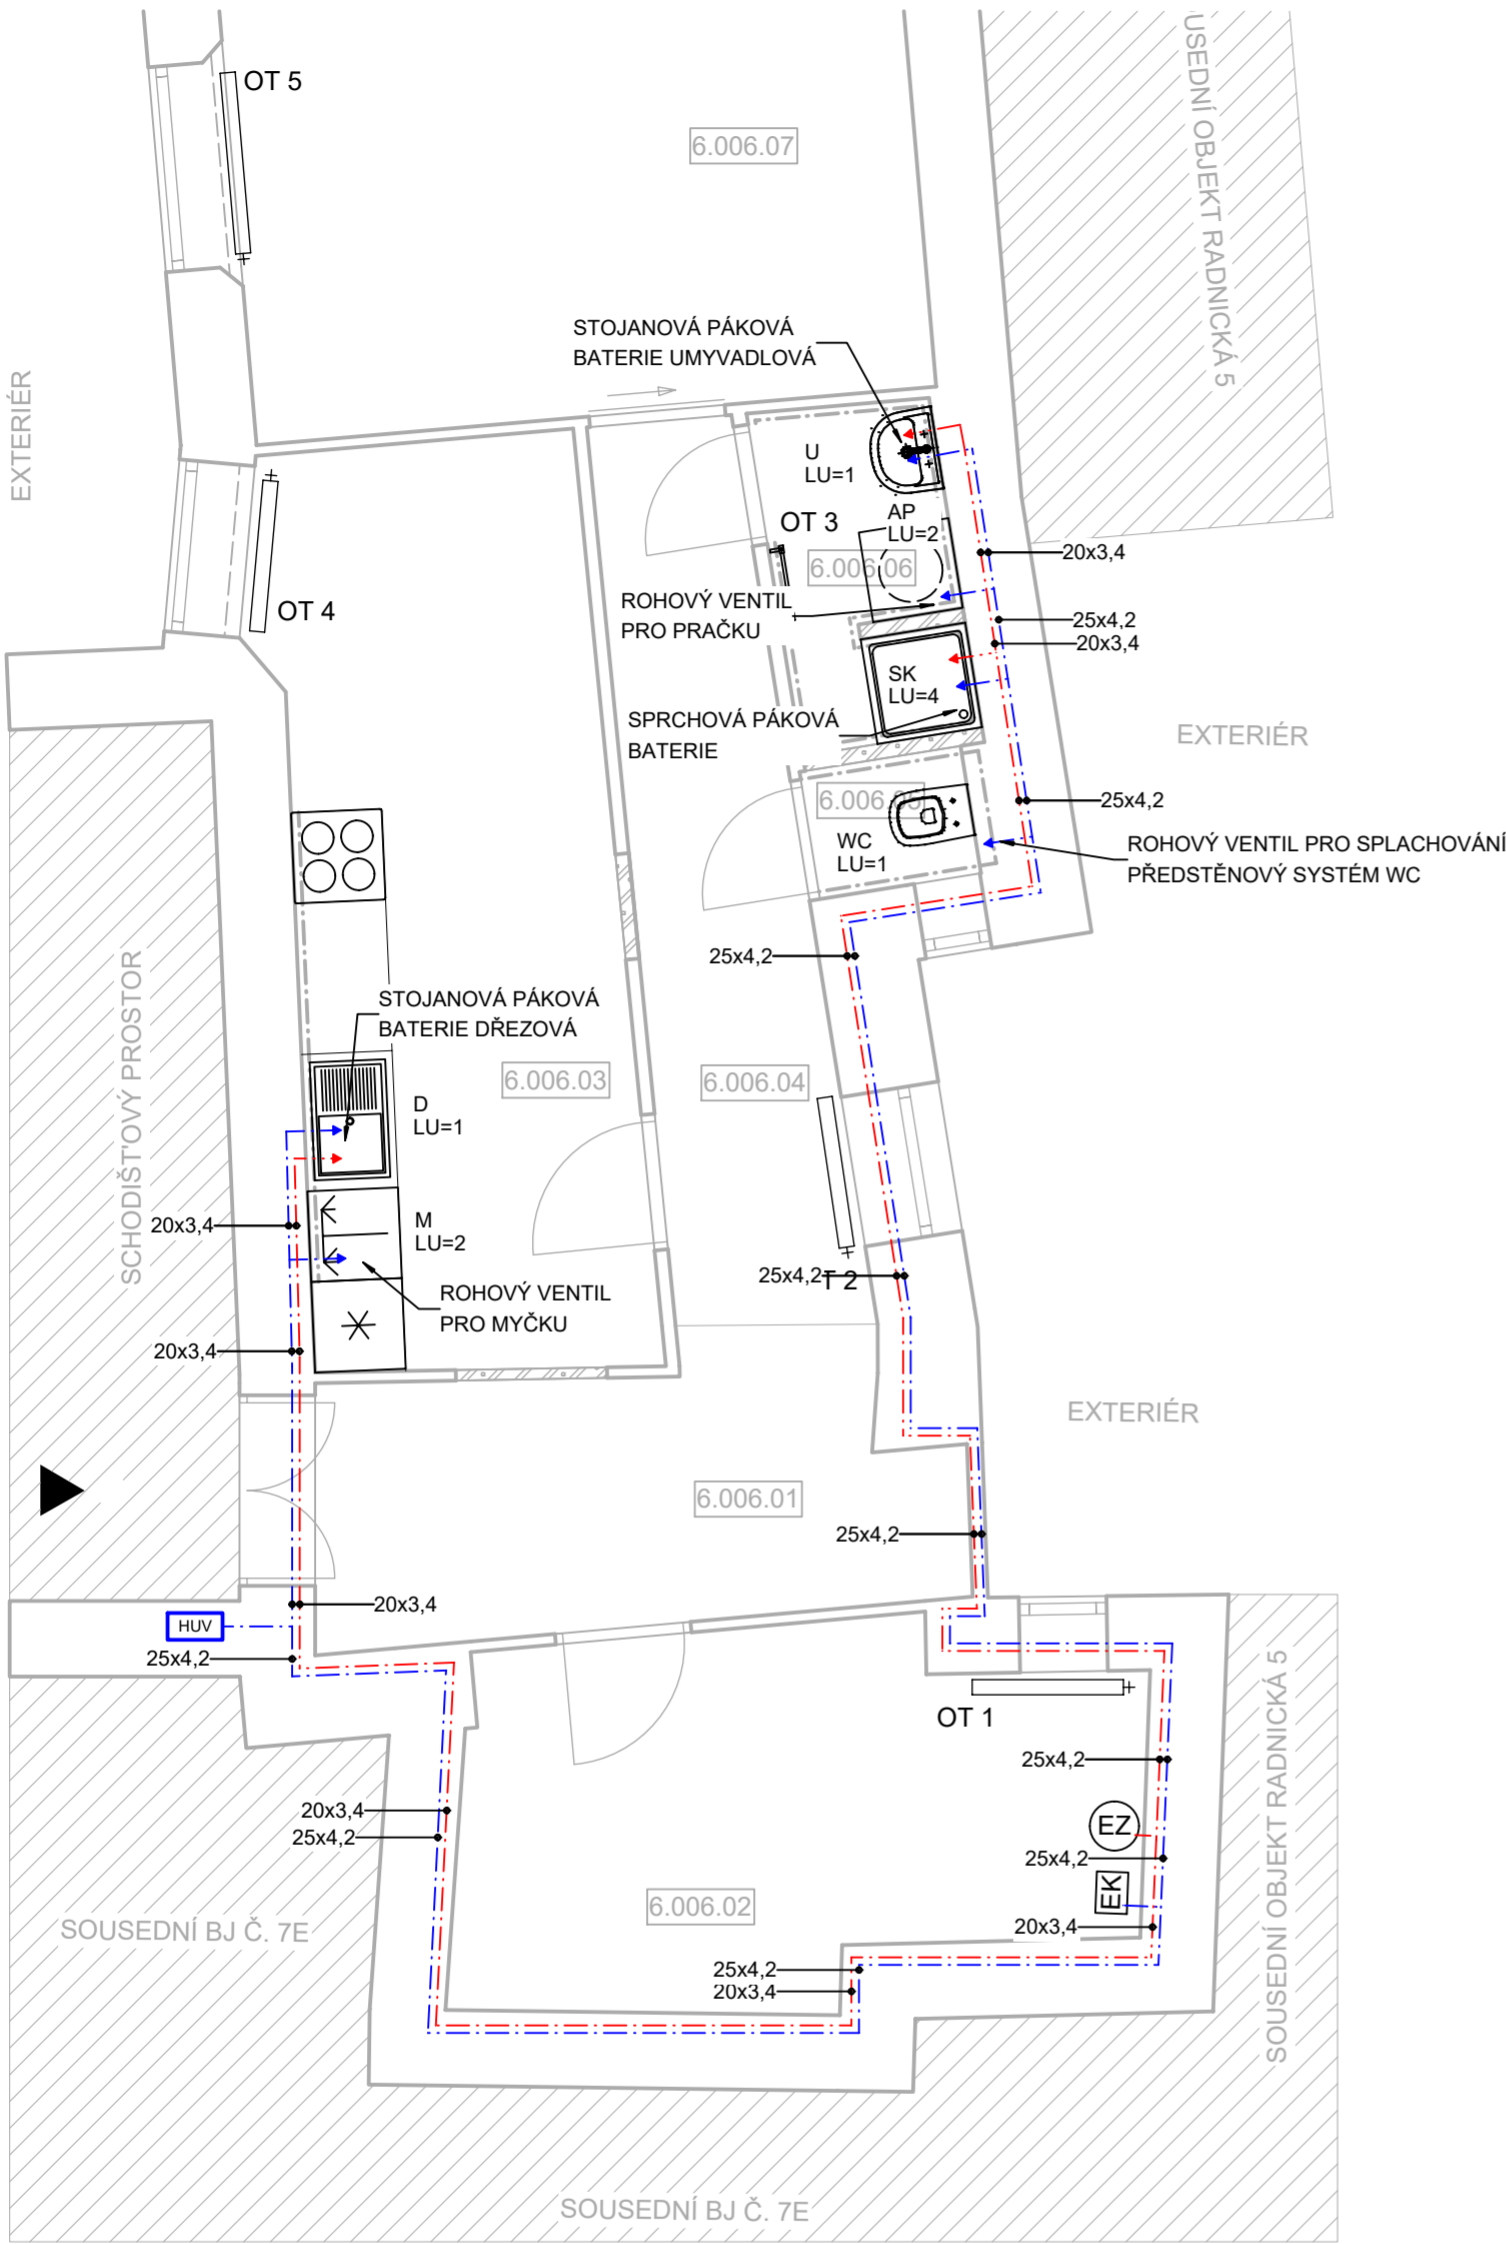 OT 5
6.006.07
USEDNÍ OBJEKT RADNICKÁ 5
STOJANOVÁ PÁKOVÁ
BATERIE UMYVADLOVÁ
EXTERIÉR
U
LU=1
OT 3
AP
LU=2
6.006.06
20x3,4
OT 4
ROHOVÝ VENTIL
PRO PRAČKU
25x4,2
20x3,4
SK
LU=4
SPRCHOVÁ PÁKOVÁ
BATERIE
EXTERIÉR
6.006.05
25x4,2
WC
LU=1
ROHOVÝ VENTIL PRO SPLACHOVÁNÍ
PŘEDSTĚNOVÝ SYSTÉM WC
25x4,2
SCHODIŠŤOVÝ PROSTOR
STOJANOVÁ PÁKOVÁ
BATERIE DŘEZOVÁ
6.006.03
6.006.04
D
LU=1
20x3,4
M
LU=2
25x4,2
T 2
ROHOVÝ VENTIL
PRO MYČKU
20x3,4
EXTERIÉR
6.006.01
25x4,2
20x3,4
HUV
25x4,2
OT 1
25x4,2
20x3,4
25x4,2
EZ
25x4,2
EK
6.006.02
20x3,4
SOUSEDNÍ OBJEKT RADNICKÁ 5
SOUSEDNÍ BJ Č. 7E
25x4,2
20x3,4
SOUSEDNÍ BJ Č. 7E